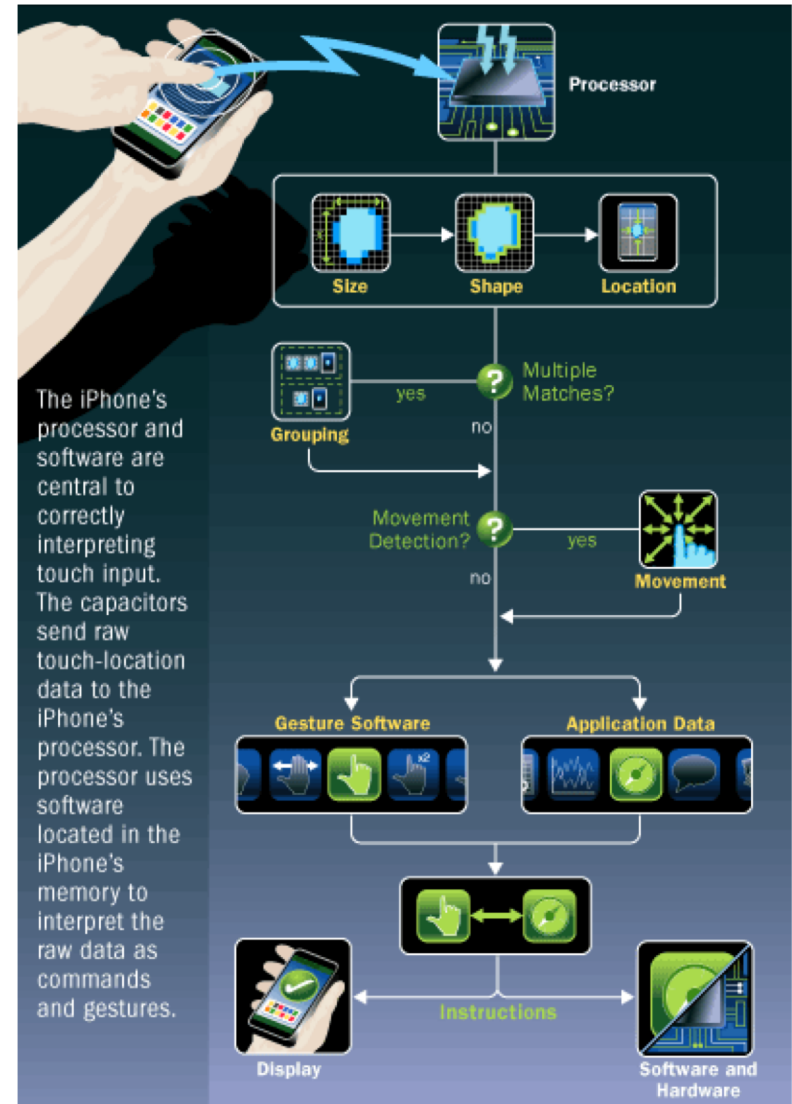 Processor
Size
Shape
Location
Multiple
Matches?
yes
no
Grouping
Movement
Detection?
yes
no
Movement
The iPhone's
processor and
software are
central to
correctly
interpreting
touch input.
The capacitors
send raw
touch-location
data to the
iPhone's
processor. The
processor uses
software
located in the
iPhone's
memory to
interpret the
raw data as
commands
and gestures.
Gesture Software
Application Data
x2
Instructions
Display
Software and
Hardware